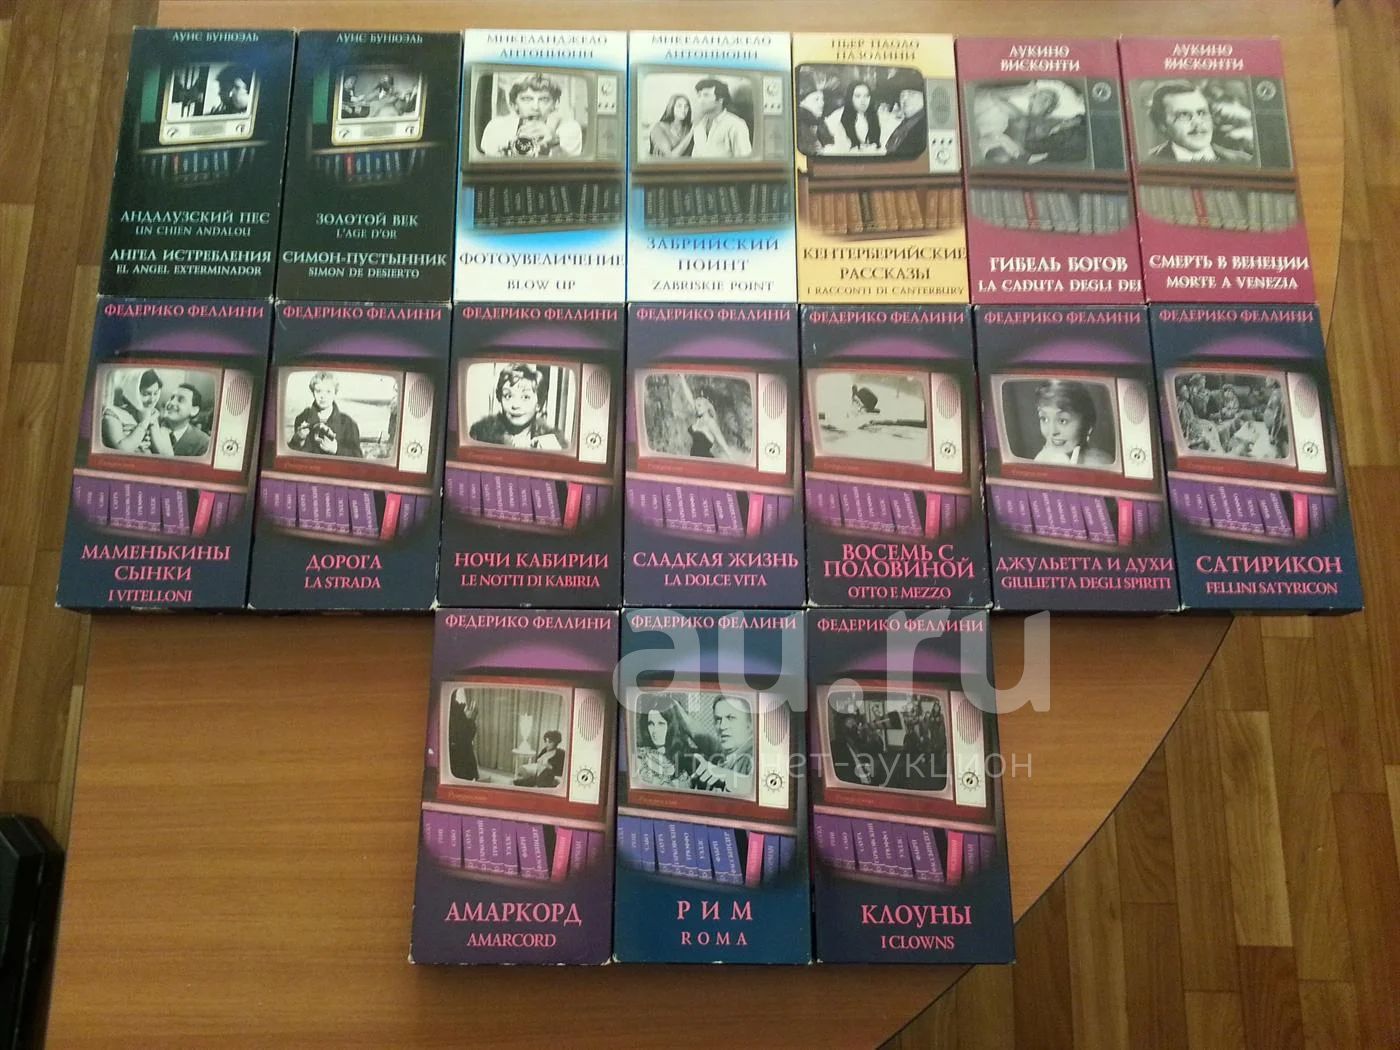 ЛУИС БУНЮЭЛЬ
АНДАЛУЗСКИЙ ПЕС
UN CHIEN ANDALOU
АНГЕЛ ИСТРЕБЛЕНИЯ
EL ANGEL EXTERMINADOR
ЛУИС БУНЮЭЛЬ
ЗОЛОТОЙ ВЕК
L'AGE D'OR
СИМОН-ПУСТЫННИК
SIMON DE DESIERTO
МИКЕЛАНДЖЕЛО
АНТОНИОНИ
ФОТОУВЕЛИЧЕНИЕ
BLOW UP
МИКЕЛАНДЖЕЛО
АНТОНИОНИ
ЗАБРИЙСКИЙ
ПОИНТ
ZABRISKIE POINT
ПЬЕР ПАОЛО
ПАЗОЛИНИ
КЕНТЕРБЕРИЙСКИЕ
РАССКАЗЫ
I RACCONTI DI CANTERBURY
ЛУКИНО
ВИСКОНТИ
ГИБЕЛЬ БОГОВ
LA CADUTA DEGLI DEI
ЛУКИНО
ВИСКОНТИ
СМЕРТЬ В ВЕНЕЦИИ
MORTE A VENEZIA
ФЕДЕРИКО ФЕЛЛИНИ
МАМЕНЬКИНЫ
СЫНКИ
I VITELLONI
ФЕДЕРИКО ФЕЛЛИНИ
ДОРОГА
LA STRADA
ФЕДЕРИКО ФЕЛЛИНИ
НОЧИ КАБИРИИ
LE NOTTI DI KABIRIA
ФЕДЕРИКО ФЕЛЛИНИ
СЛАДКАЯ ЖИЗНЬ
LA DOLCE VITA
ФЕДЕРИКО ФЕЛЛИНИ
ВОСЕМЬ С
ПОЛОВИНОЙ
OTTO E MEZZO
ФЕДЕРИКО ФЕЛЛИНИ
ДЖУЛЬЕТТА И ДУХИ
GIULIETTA DEGLI SPIRITI
ФЕДЕРИКО ФЕЛЛИНИ
САТИРИКОН
FELLINI SATYRICON
ФЕДЕРИКО ФЕЛЛИНИ
АМАРКОРД
AMARCORD
ФЕДЕРИКО ФЕЛЛИНИ
РИМ
ROMA
ФЕДЕРИКО ФЕЛЛИНИ
КЛОУНЫ
I CLOWNS
au.ru
интернет-аукцион